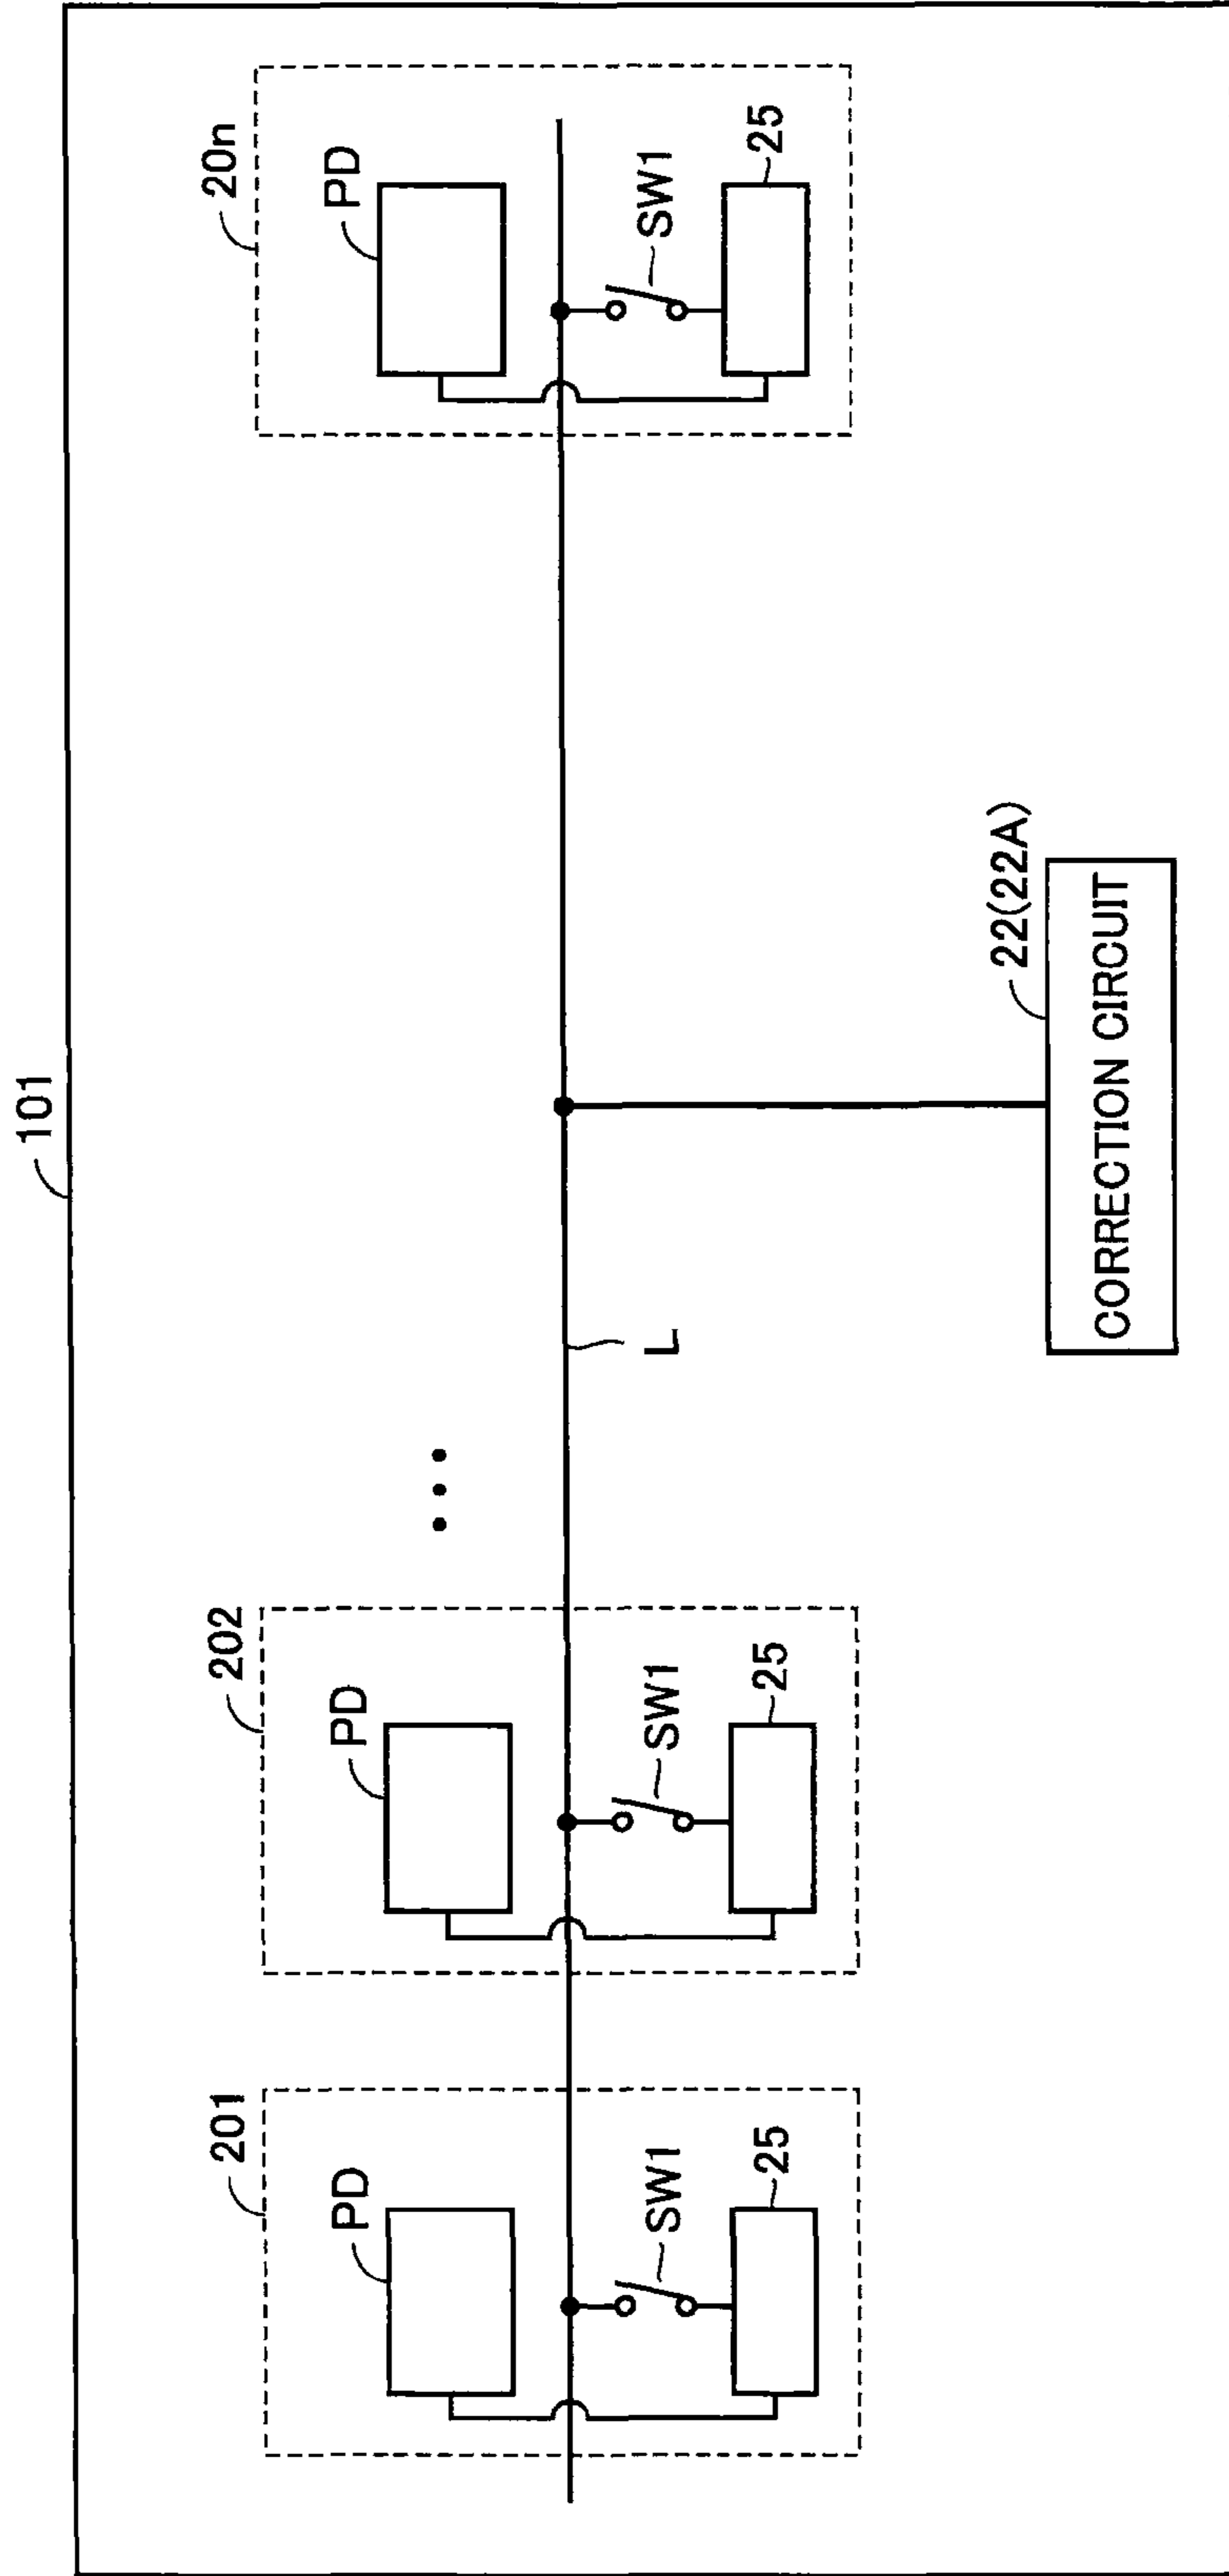 101
201
PD
SW1
25
202
PD
SW1
25
•••
L
20n
PD
SW1
25
22(22A)
CORRECTION CIRCUIT